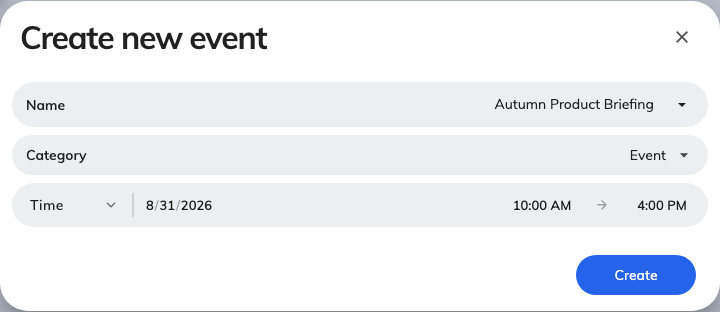 Create new event
Name Autumn Product Briefing
Category Event
Time 8/31/2026 10:00 AM → 4:00 PM
Create